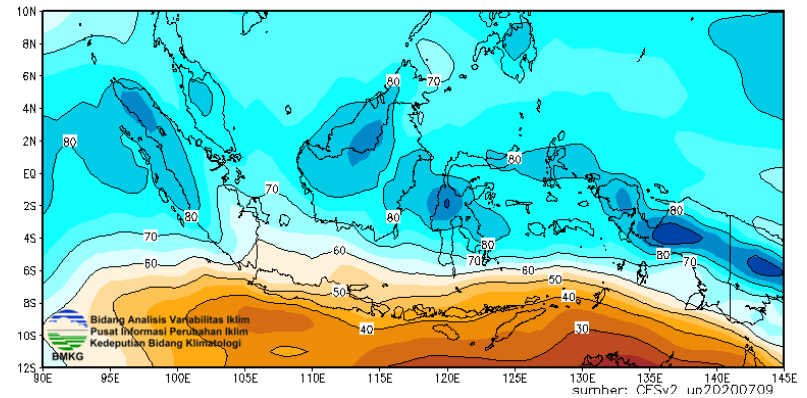 10N
8N
6N
4N
2N
EQ
2S
4S
6S
8S
10S
12S
90E 95E 100E 105E 110E 115E 120E 125E 130E 135E 140E 145E
80
70
80
80
70
80
80
80
70
60
60
80
80
70
60
50
40
80
80
70
50
40
30
Bidang Analisis Variabilitas Iklim
Pusat Informasi Perubahan Iklim
Kedeputian Bidang Klimatologi
BMKG
sumber: CFSv2 up20200709